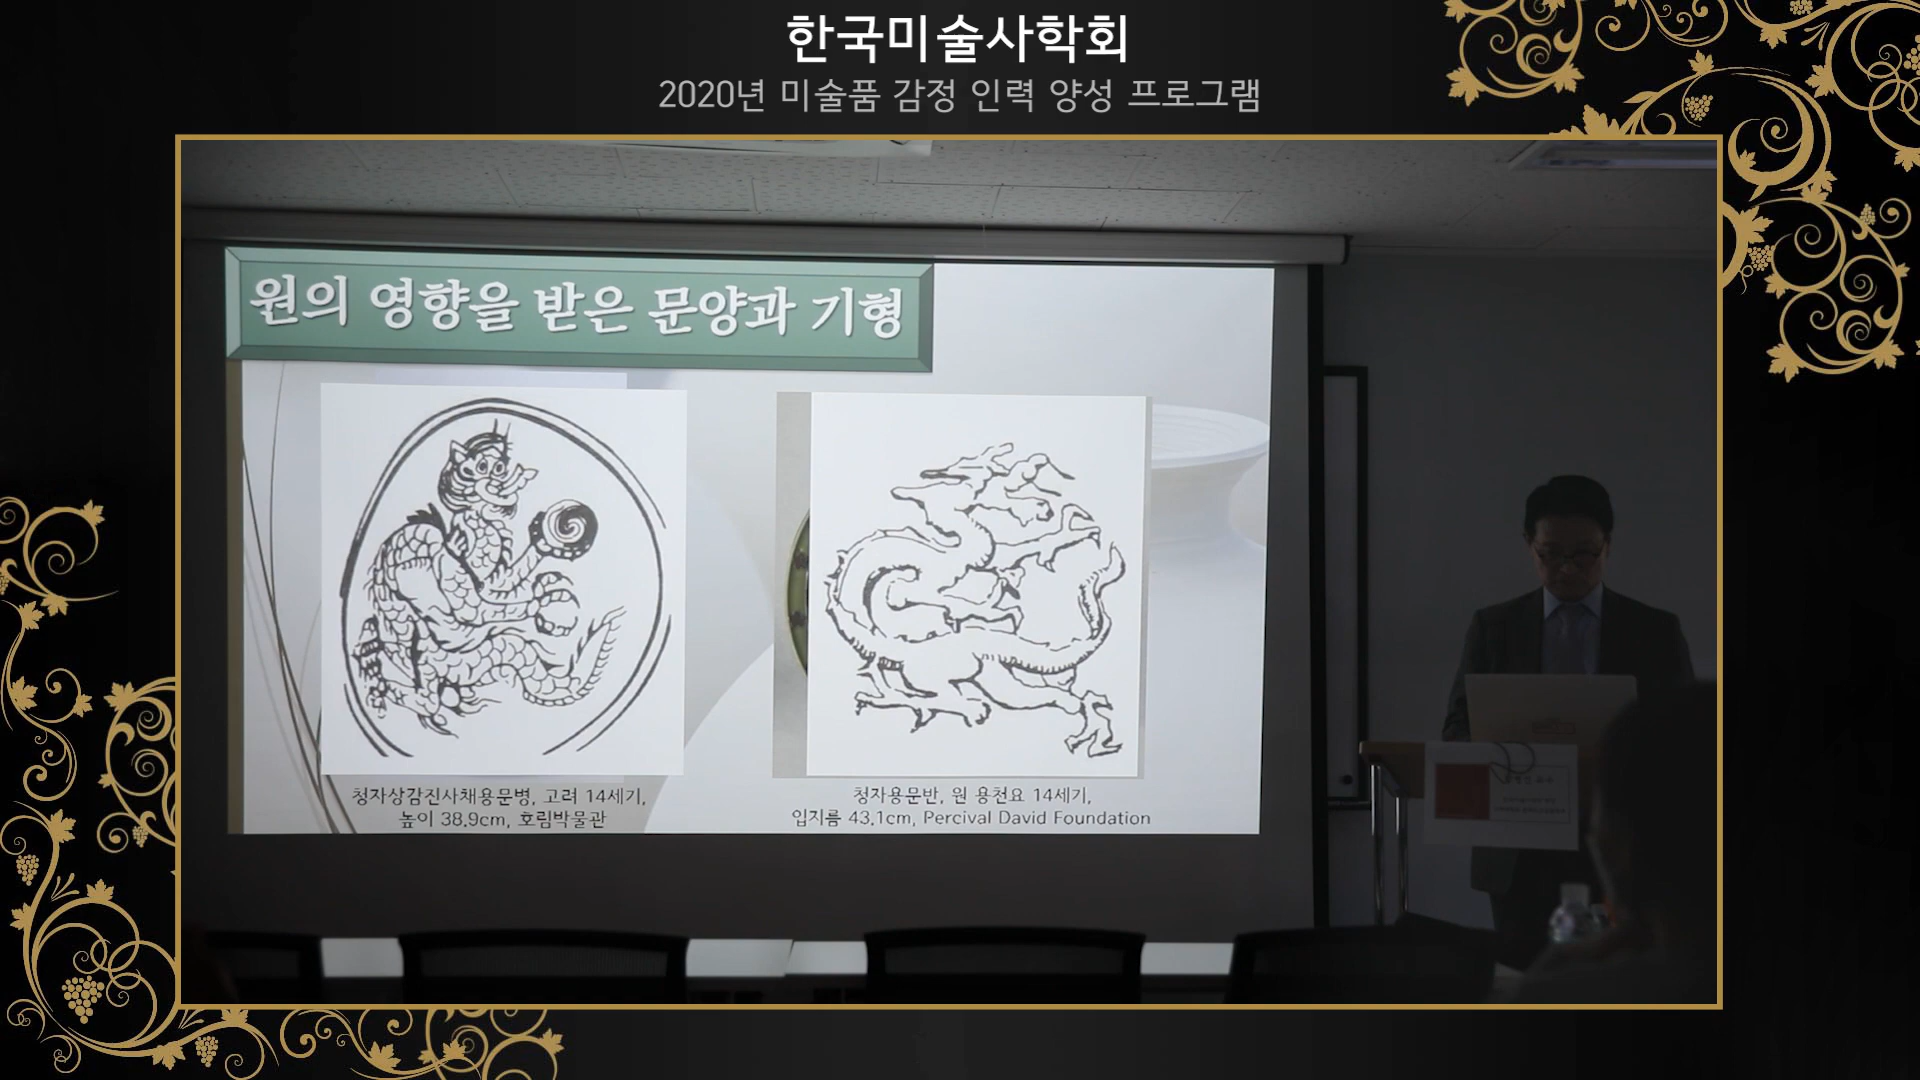 한국미술사학회
2020년 미술품 감정 인력 양성 프로그램
원의 영향을 받은 문양과 기형
청자상감진사채용문병, 고려 14세기,
높이 38.9cm, 호림박물관
청자용문반, 원 용천요 14세기,
입지름 43.1cm, Percival David Foundation